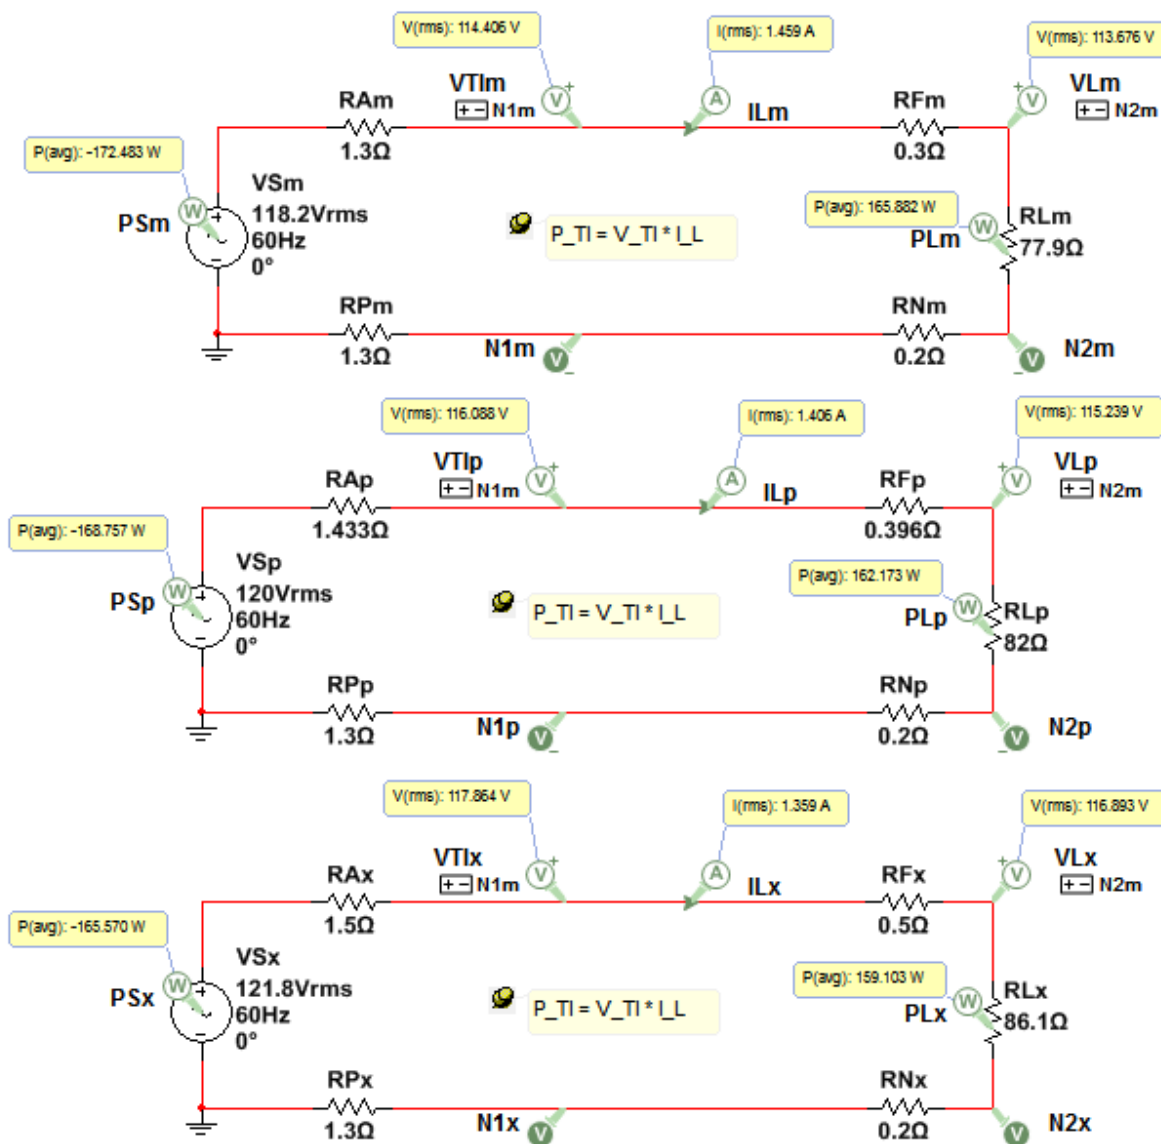 V(rms): 114.406 V
I(rms): 1.459 A
V(rms): 113.676 V
VTIm
+ - N1m
V
+
A
ILm
V
+
VLm
+ - N2m
RAm
1.3Ω
RFm
0.3Ω
P(avg): -172.483 W
PSm
W
VSm
118.2Vrms
60Hz
0°
P_TI = V_TI * I_L
P(avg): 165.882 W
PLm
W
RLm
77.9Ω
RPm
1.3Ω
N1m
V
RNm
0.2Ω
V
N2m
V(rms): 116.088 V
I(rms): 1.406 A
V(rms): 115.239 V
VTIp
+ - N1m
V
+
A
ILp
V
+
VLp
+ - N2m
RAp
1.433Ω
RFp
0.396Ω
P(avg): -168.757 W
PSp
W
VSp
120Vrms
60Hz
0°
P_TI = V_TI * I_L
P(avg): 162.173 W
PLp
W
RLp
82Ω
RPp
1.3Ω
N1p
V
RNp
0.2Ω
V
N2p
V(rms): 117.864 V
I(rms): 1.359 A
V(rms): 116.893 V
VTIx
+ - N1m
V
+
A
ILx
V
+
VLx
+ - N2m
RAx
1.5Ω
RFx
0.5Ω
P(avg): -165.570 W
PSx
W
VSx
121.8Vrms
60Hz
0°
P_TI = V_TI * I_L
P(avg): 159.103 W
PLx
W
RLx
86.1Ω
RPx
1.3Ω
N1x
V
RNx
0.2Ω
V
N2x